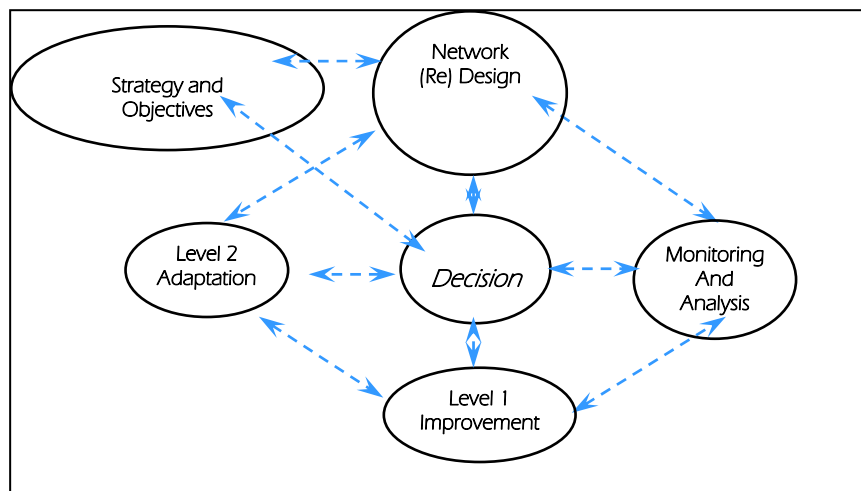 Strategy and
Objectives
Network
(Re) Design
Level 2
Adaptation
Decision
Monitoring
And
Analysis
Level 1
Improvement